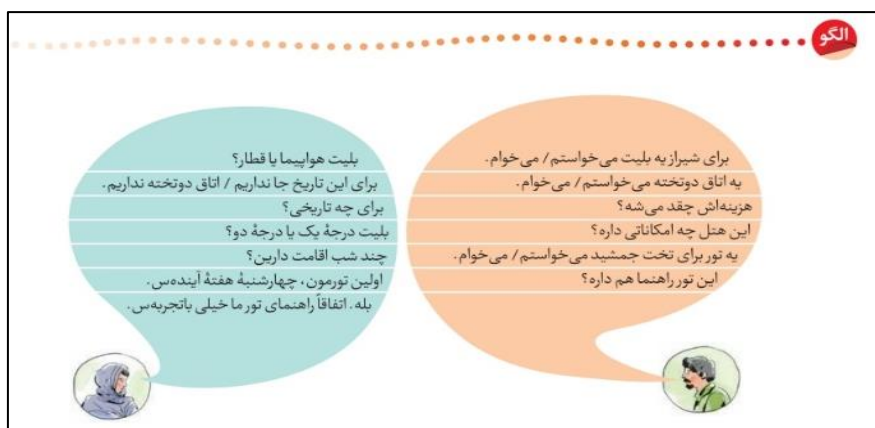 الگو
برای شیراز یه بلیت می‌خواستم / می‌خوام.
یه اتاق دوتخته می‌خواستم / می‌خوام.
هزینه‌اش چقد می‌شه؟
این هتل چه امکاناتی داره؟
یه تور برای تخت جمشید می‌خواستم / می‌خوام.
این تور راهنما هم داره؟
بلیت هواپیما یا قطار؟
برای این تاریخ جا نداریم / اتاق دوتخته نداریم.
برای چه تاریخی؟
بلیت درجهٔ یک یا درجهٔ دو؟
چند شب اقامت دارین؟
اولین تورمون، چهارشنبهٔ هفتهٔ آینده‌س.
بله. اتفاقاً راهنمای تور ما خیلی باتجربه‌س.